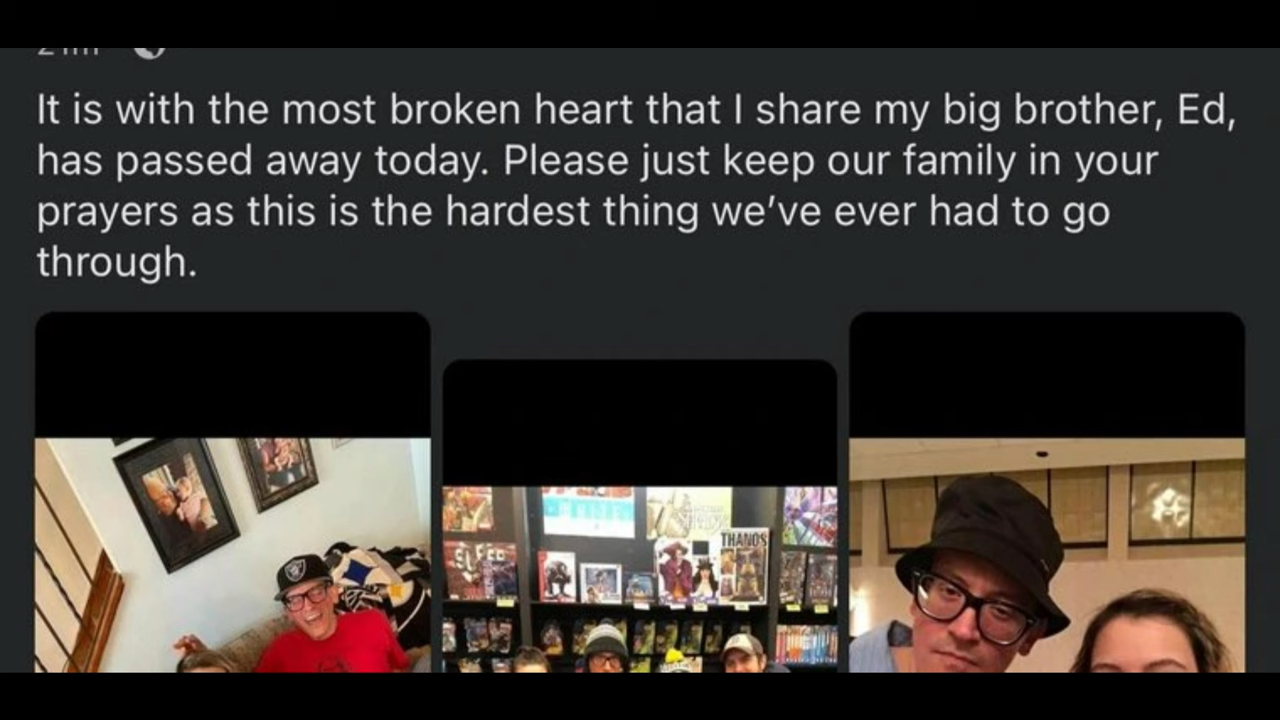 It is with the most broken heart that I share my big brother, Ed,
has passed away today. Please just keep our family in your
prayers as this is the hardest thing we’ve ever had to go
through.
THANOS